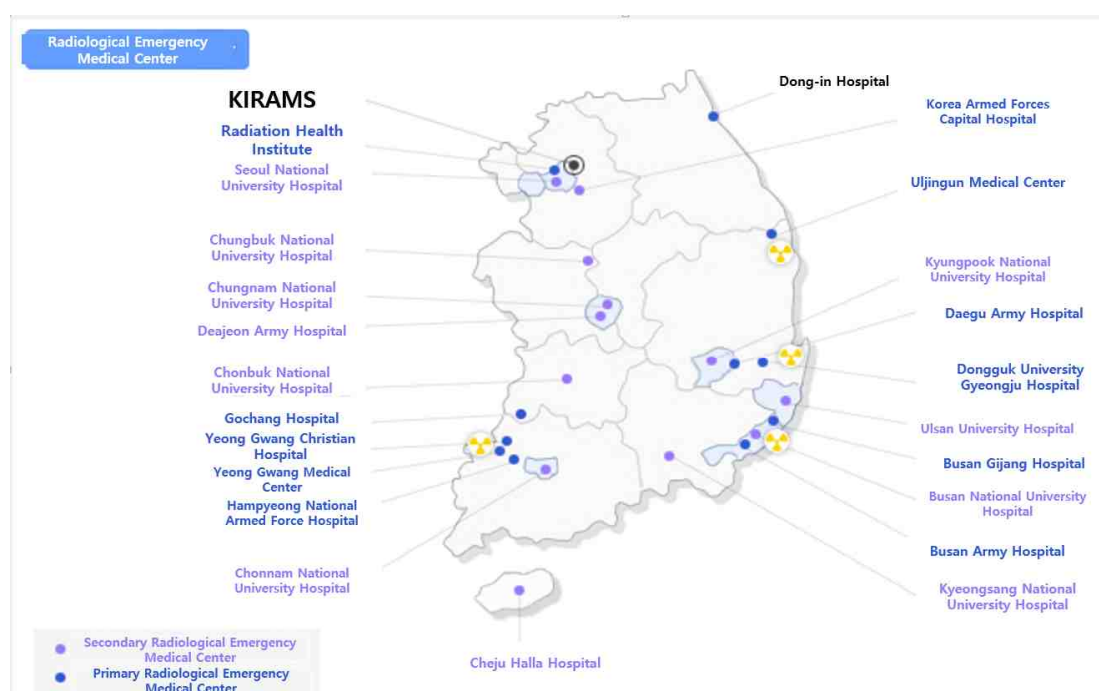 Radiological Emergency
Medical Center
KIRAMS
Radiation Health
Institute
Seoul National
University Hospital
Chungbuk National
University Hospital
Chungnam National
University Hospital
Deajeon Army Hospital
Chonbuk National
University Hospital
Gochang Hospital
Yeong Gwang Christian
Hospital
Yeong Gwang Medical
Center
Hampyeong National
Armed Force Hospital
Chonnam National
University Hospital
Dong-in Hospital
Korea Armed Forces
Capital Hospital
Uljingun Medical Center
Kyungpook National
University Hospital
Daegu Army Hospital
Dongguk University
Gyeongju Hospital
Ulsan University Hospital
Busan Gijang Hospital
Busan National University
Hospital
Busan Army Hospital
Kyeongsang National
University Hospital
Cheju Halla Hospital
Secondary Radiological Emergency
Medical Center
Primary Radiological Emergency
Medical Center